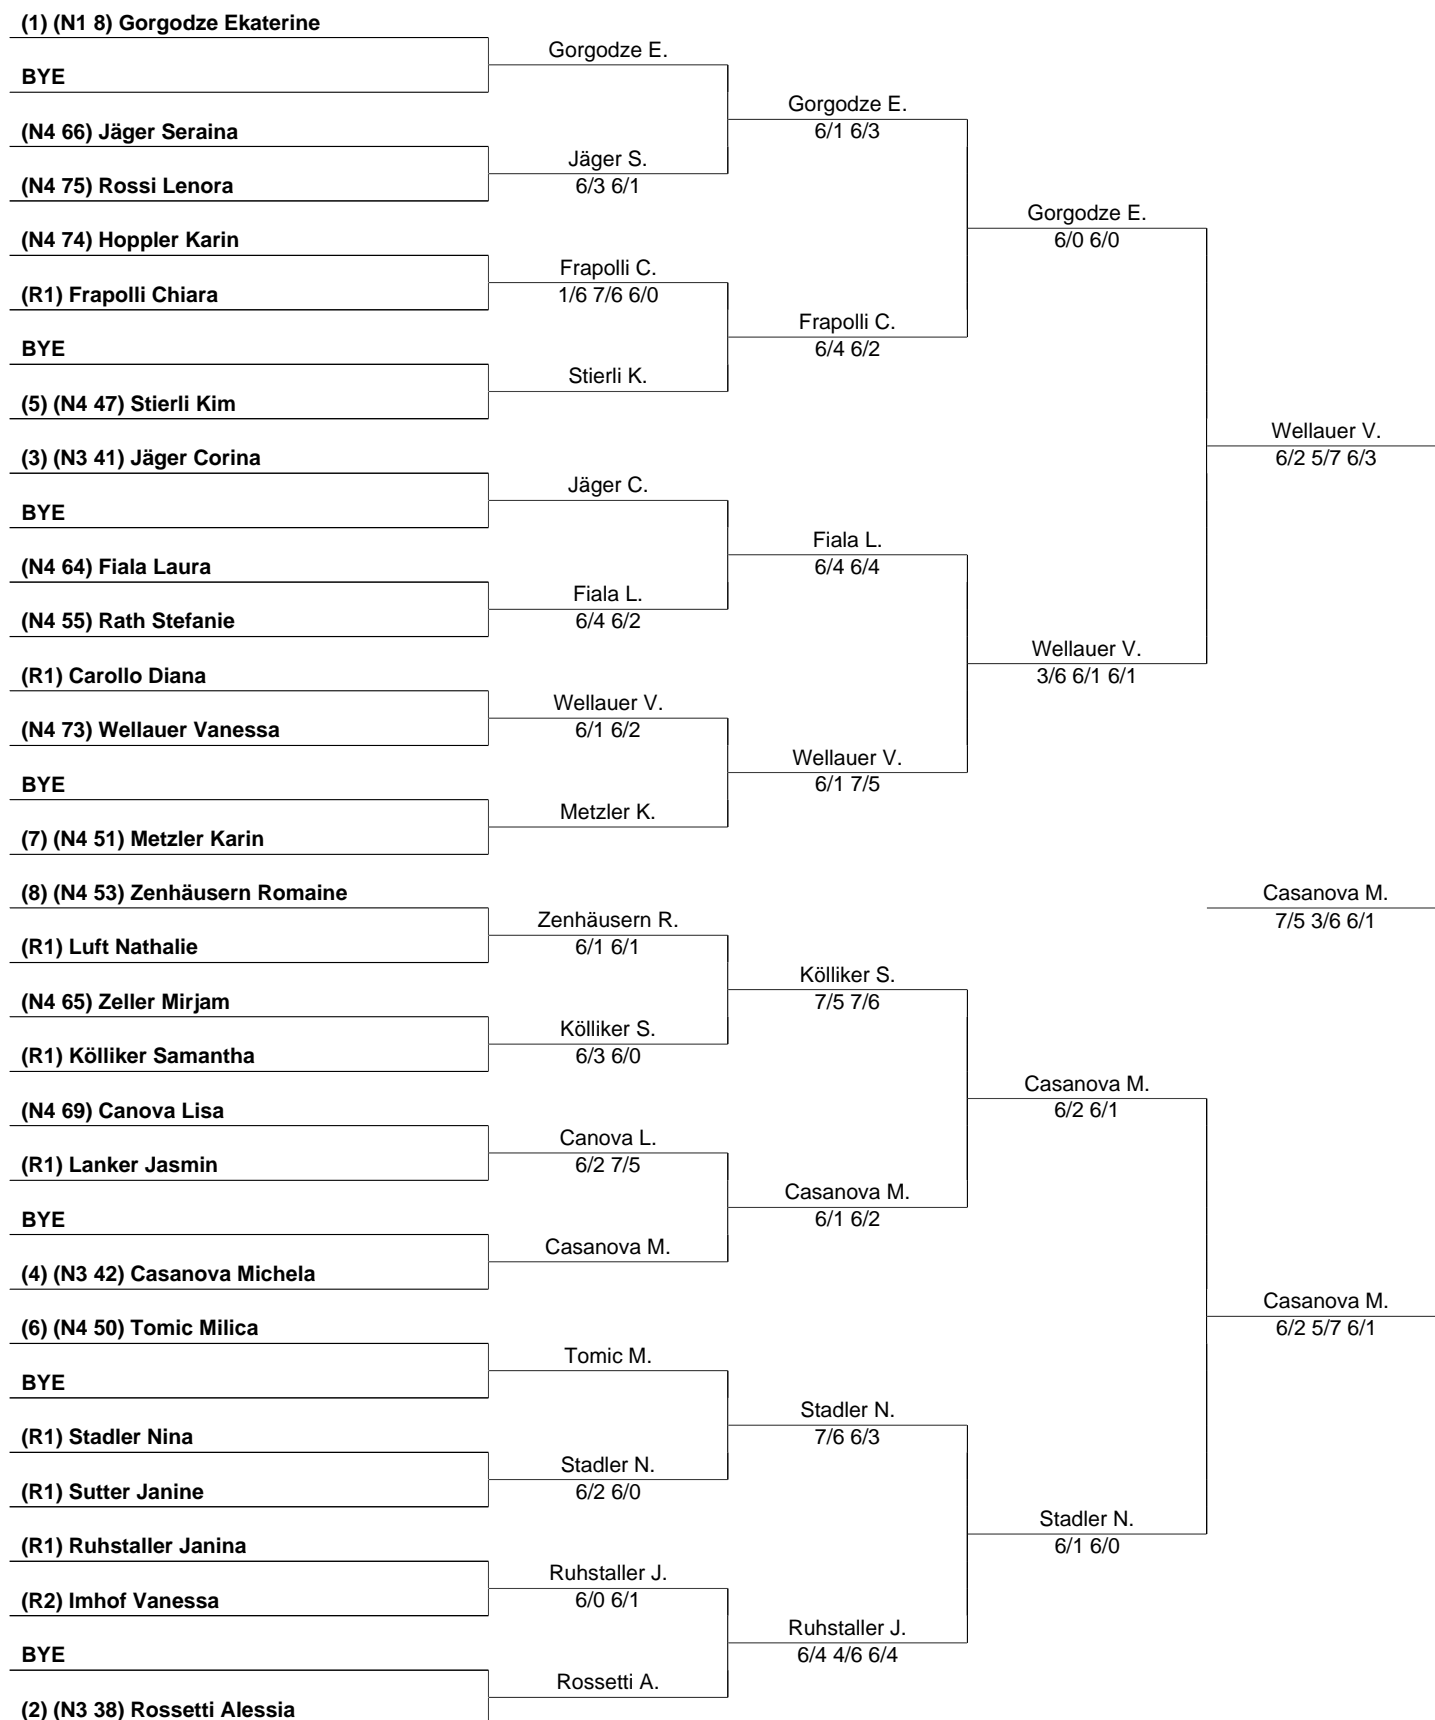 (1) (N1 8) Gorgodze Ekaterine
Gorgodze E.
BYE
Gorgodze E.
6/1 6/3
(N4 66) Jäger Seraina
Jäger S.
6/3 6/1
(N4 75) Rossi Lenora
Gorgodze E.
6/0 6/0
(N4 74) Hoppler Karin
Frapolli C.
1/6 7/6 6/0
(R1) Frapolli Chiara
Frapolli C.
6/4 6/2
BYE
Stierli K.
(5) (N4 47) Stierli Kim
Wellauer V.
6/2 5/7 6/3
(3) (N3 41) Jäger Corina
Jäger C.
BYE
Fiala L.
6/4 6/4
(N4 64) Fiala Laura
Fiala L.
6/4 6/2
(N4 55) Rath Stefanie
Wellauer V.
3/6 6/1 6/1
(R1) Carollo Diana
Wellauer V.
6/1 6/2
(N4 73) Wellauer Vanessa
Wellauer V.
6/1 7/5
BYE
Metzler K.
(7) (N4 51) Metzler Karin
(8) (N4 53) Zenhäusern Romaine
Casanova M.
7/5 3/6 6/1
Zenhäusern R.
6/1 6/1
(R1) Luft Nathalie
Kölliker S.
7/5 7/6
(N4 65) Zeller Mirjam
Kölliker S.
6/3 6/0
(R1) Kölliker Samantha
Casanova M.
6/2 6/1
(N4 69) Canova Lisa
Canova L.
6/2 7/5
(R1) Lanker Jasmin
Casanova M.
6/1 6/2
BYE
Casanova M.
(4) (N3 42) Casanova Michela
Casanova M.
6/2 5/7 6/1
(6) (N4 50) Tomic Milica
Tomic M.
BYE
Stadler N.
7/6 6/3
(R1) Stadler Nina
Stadler N.
6/2 6/0
(R1) Sutter Janine
Stadler N.
6/1 6/0
(R1) Ruhstaller Janina
Ruhstaller J.
6/0 6/1
(R2) Imhof Vanessa
Ruhstaller J.
6/4 4/6 6/4
BYE
Rossetti A.
(2) (N3 38) Rossetti Alessia